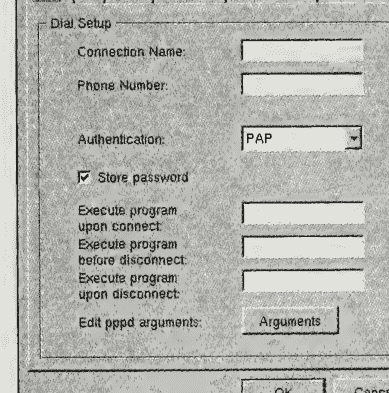 Dial Setup
Connection Name:
Phone Number:
Authentication: PAP
Store password
Execute program
upon connect:
Execute program
before disconnect:
Execute program
upon disconnect:
Edit pppd arguments: Arguments
OK